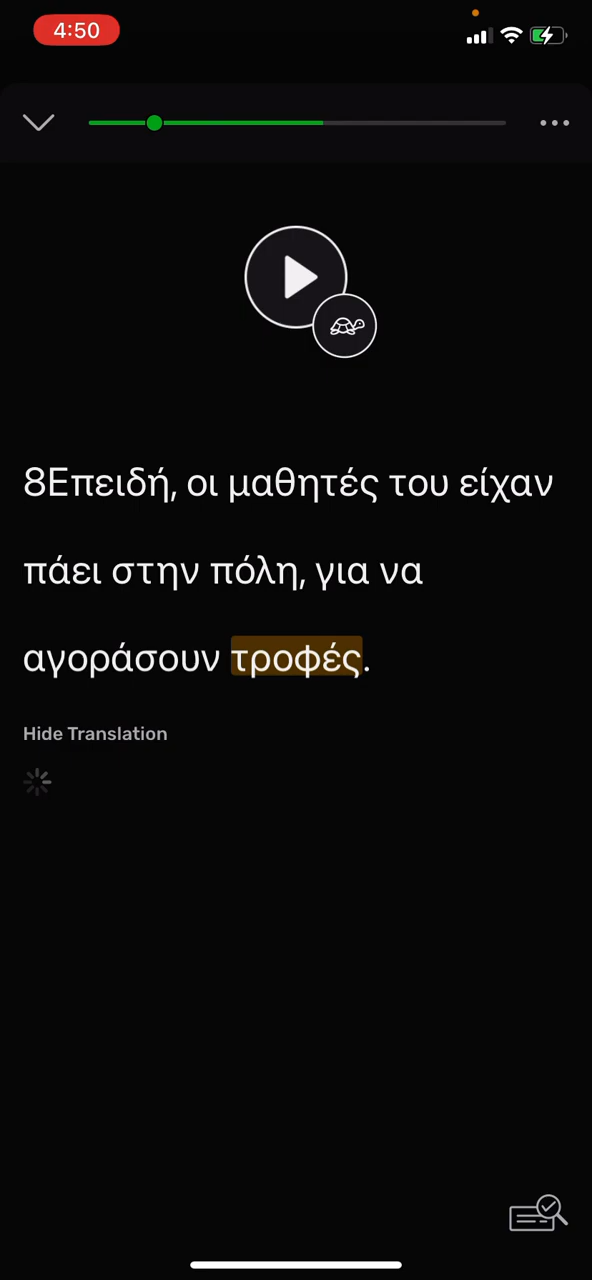 4:50
8Επειδή, οι μαθητές του είχαν
πάει στην πόλη, για να
αγοράσουν τροφές.
Hide Translation